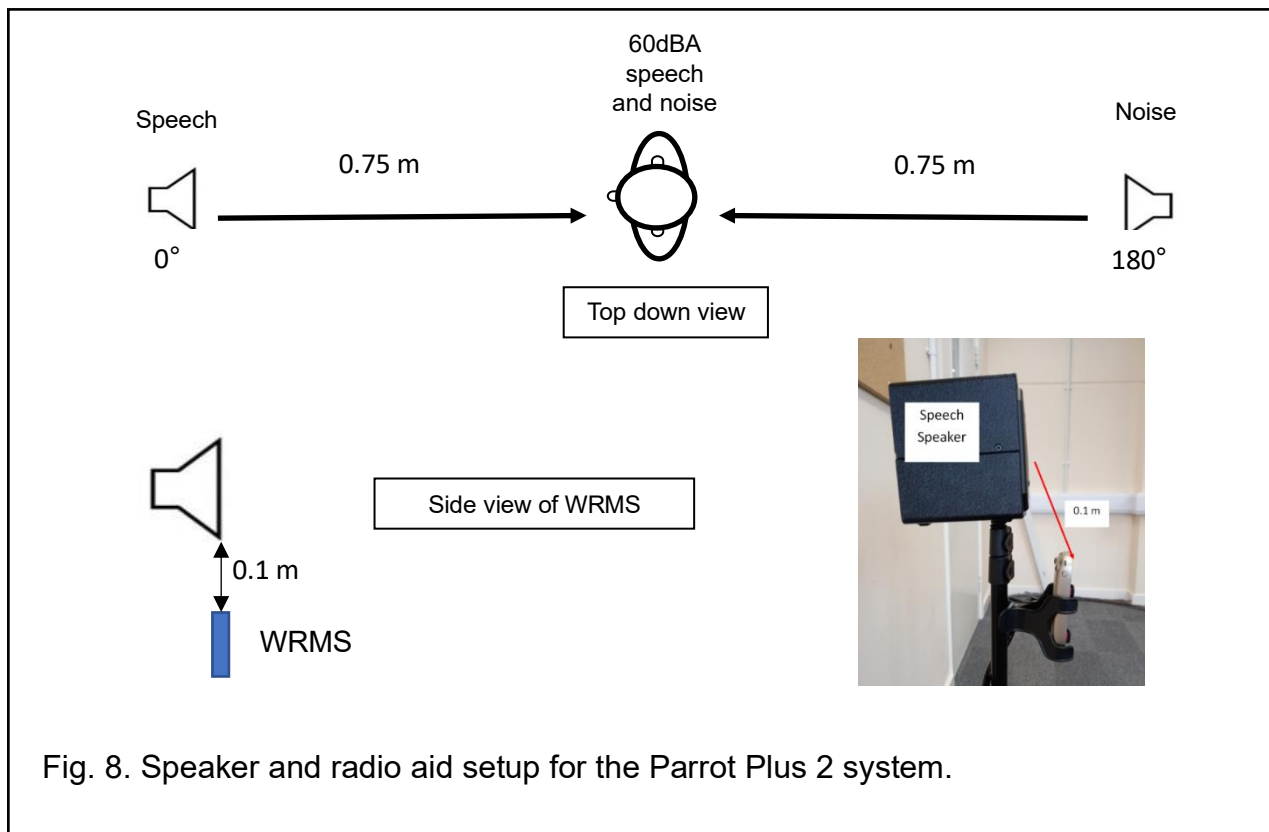 60dBA
speech
and noise
Speech
Noise
0.75 m
0.75 m
0°
180°
Top down view
Speech
Speaker
0.1 m
Side view of WRMS
0.1 m
WRMS
Fig. 8. Speaker and radio aid setup for the Parrot Plus 2 system.